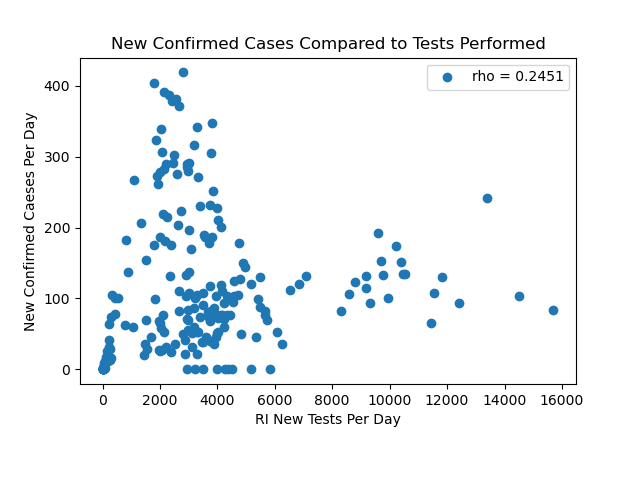 New Confirmed Cases Compared to Tests Performed
rho = 0.2451
New Confirmed Caeses Per Day
400
300
200
100
0
0 2000 4000 6000 8000 10000 12000 14000 16000
RI New Tests Per Day